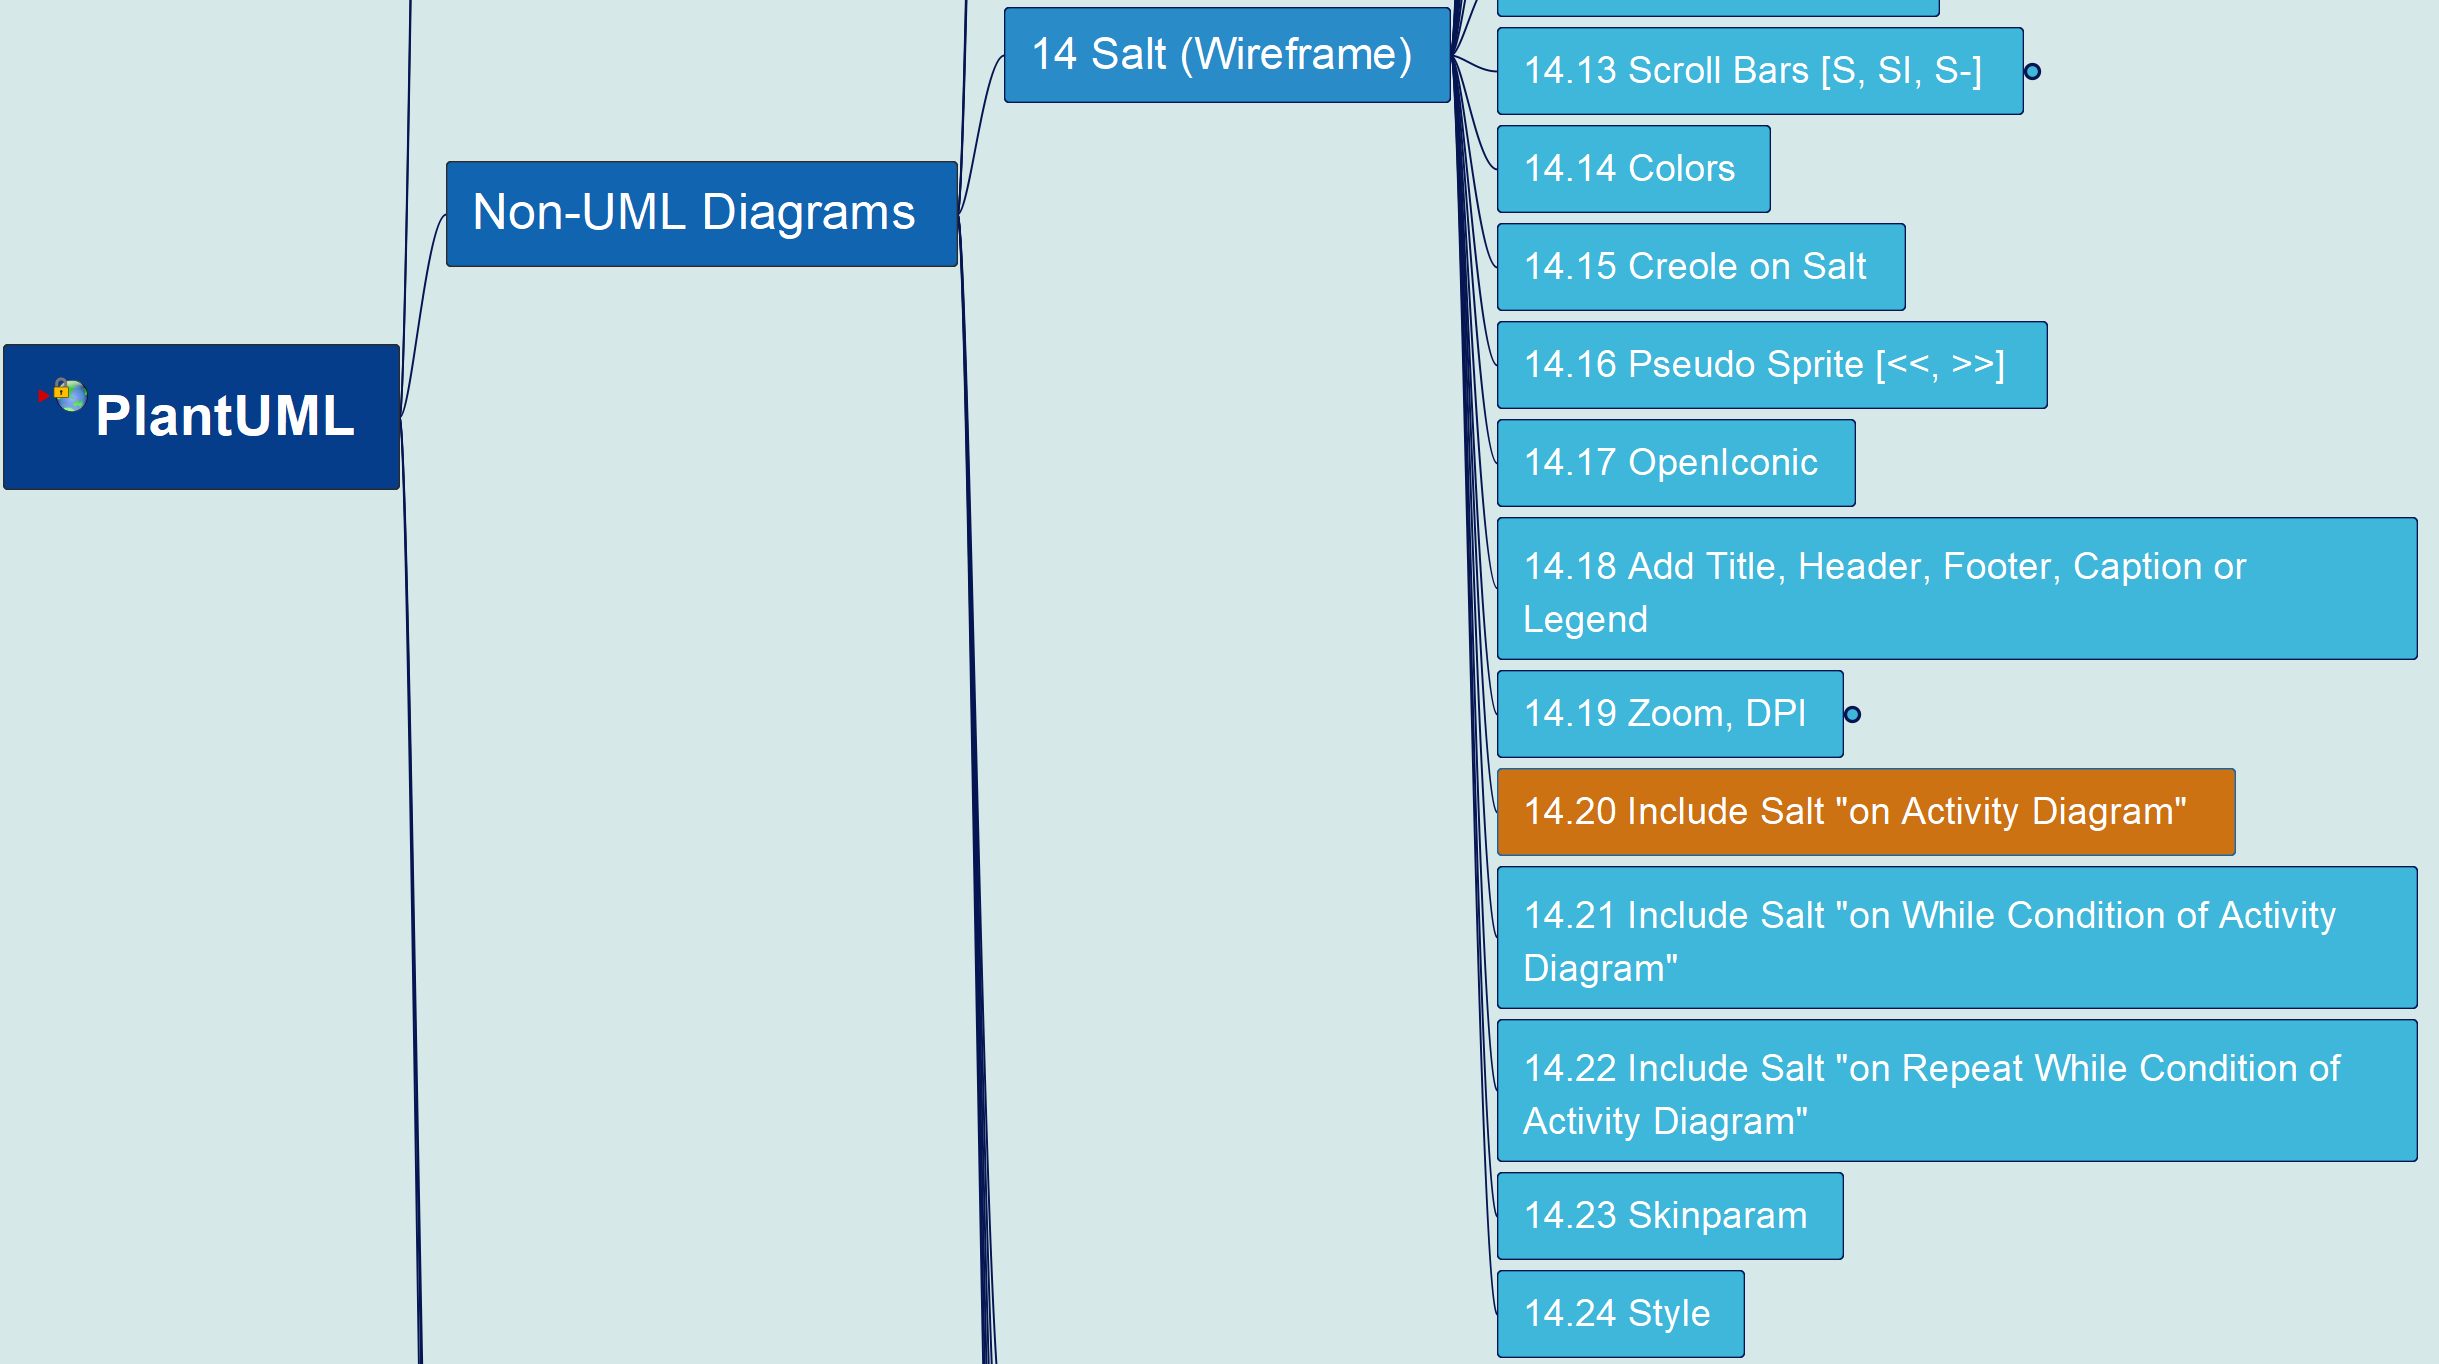 14 Salt (Wireframe)
14.13 Scroll Bars [S, SI, S-]
14.14 Colors
Non-UML Diagrams
14.15 Creole on Salt
14.16 Pseudo Sprite [<<, >>]
PlantUML
14.17 OpenIconic
14.18 Add Title, Header, Footer, Caption or
Legend
14.19 Zoom, DPI
14.20 Include Salt "on Activity Diagram"
14.21 Include Salt "on While Condition of Activity
Diagram"
14.22 Include Salt "on Repeat While Condition of
Activity Diagram"
14.23 Skinparam
14.24 Style